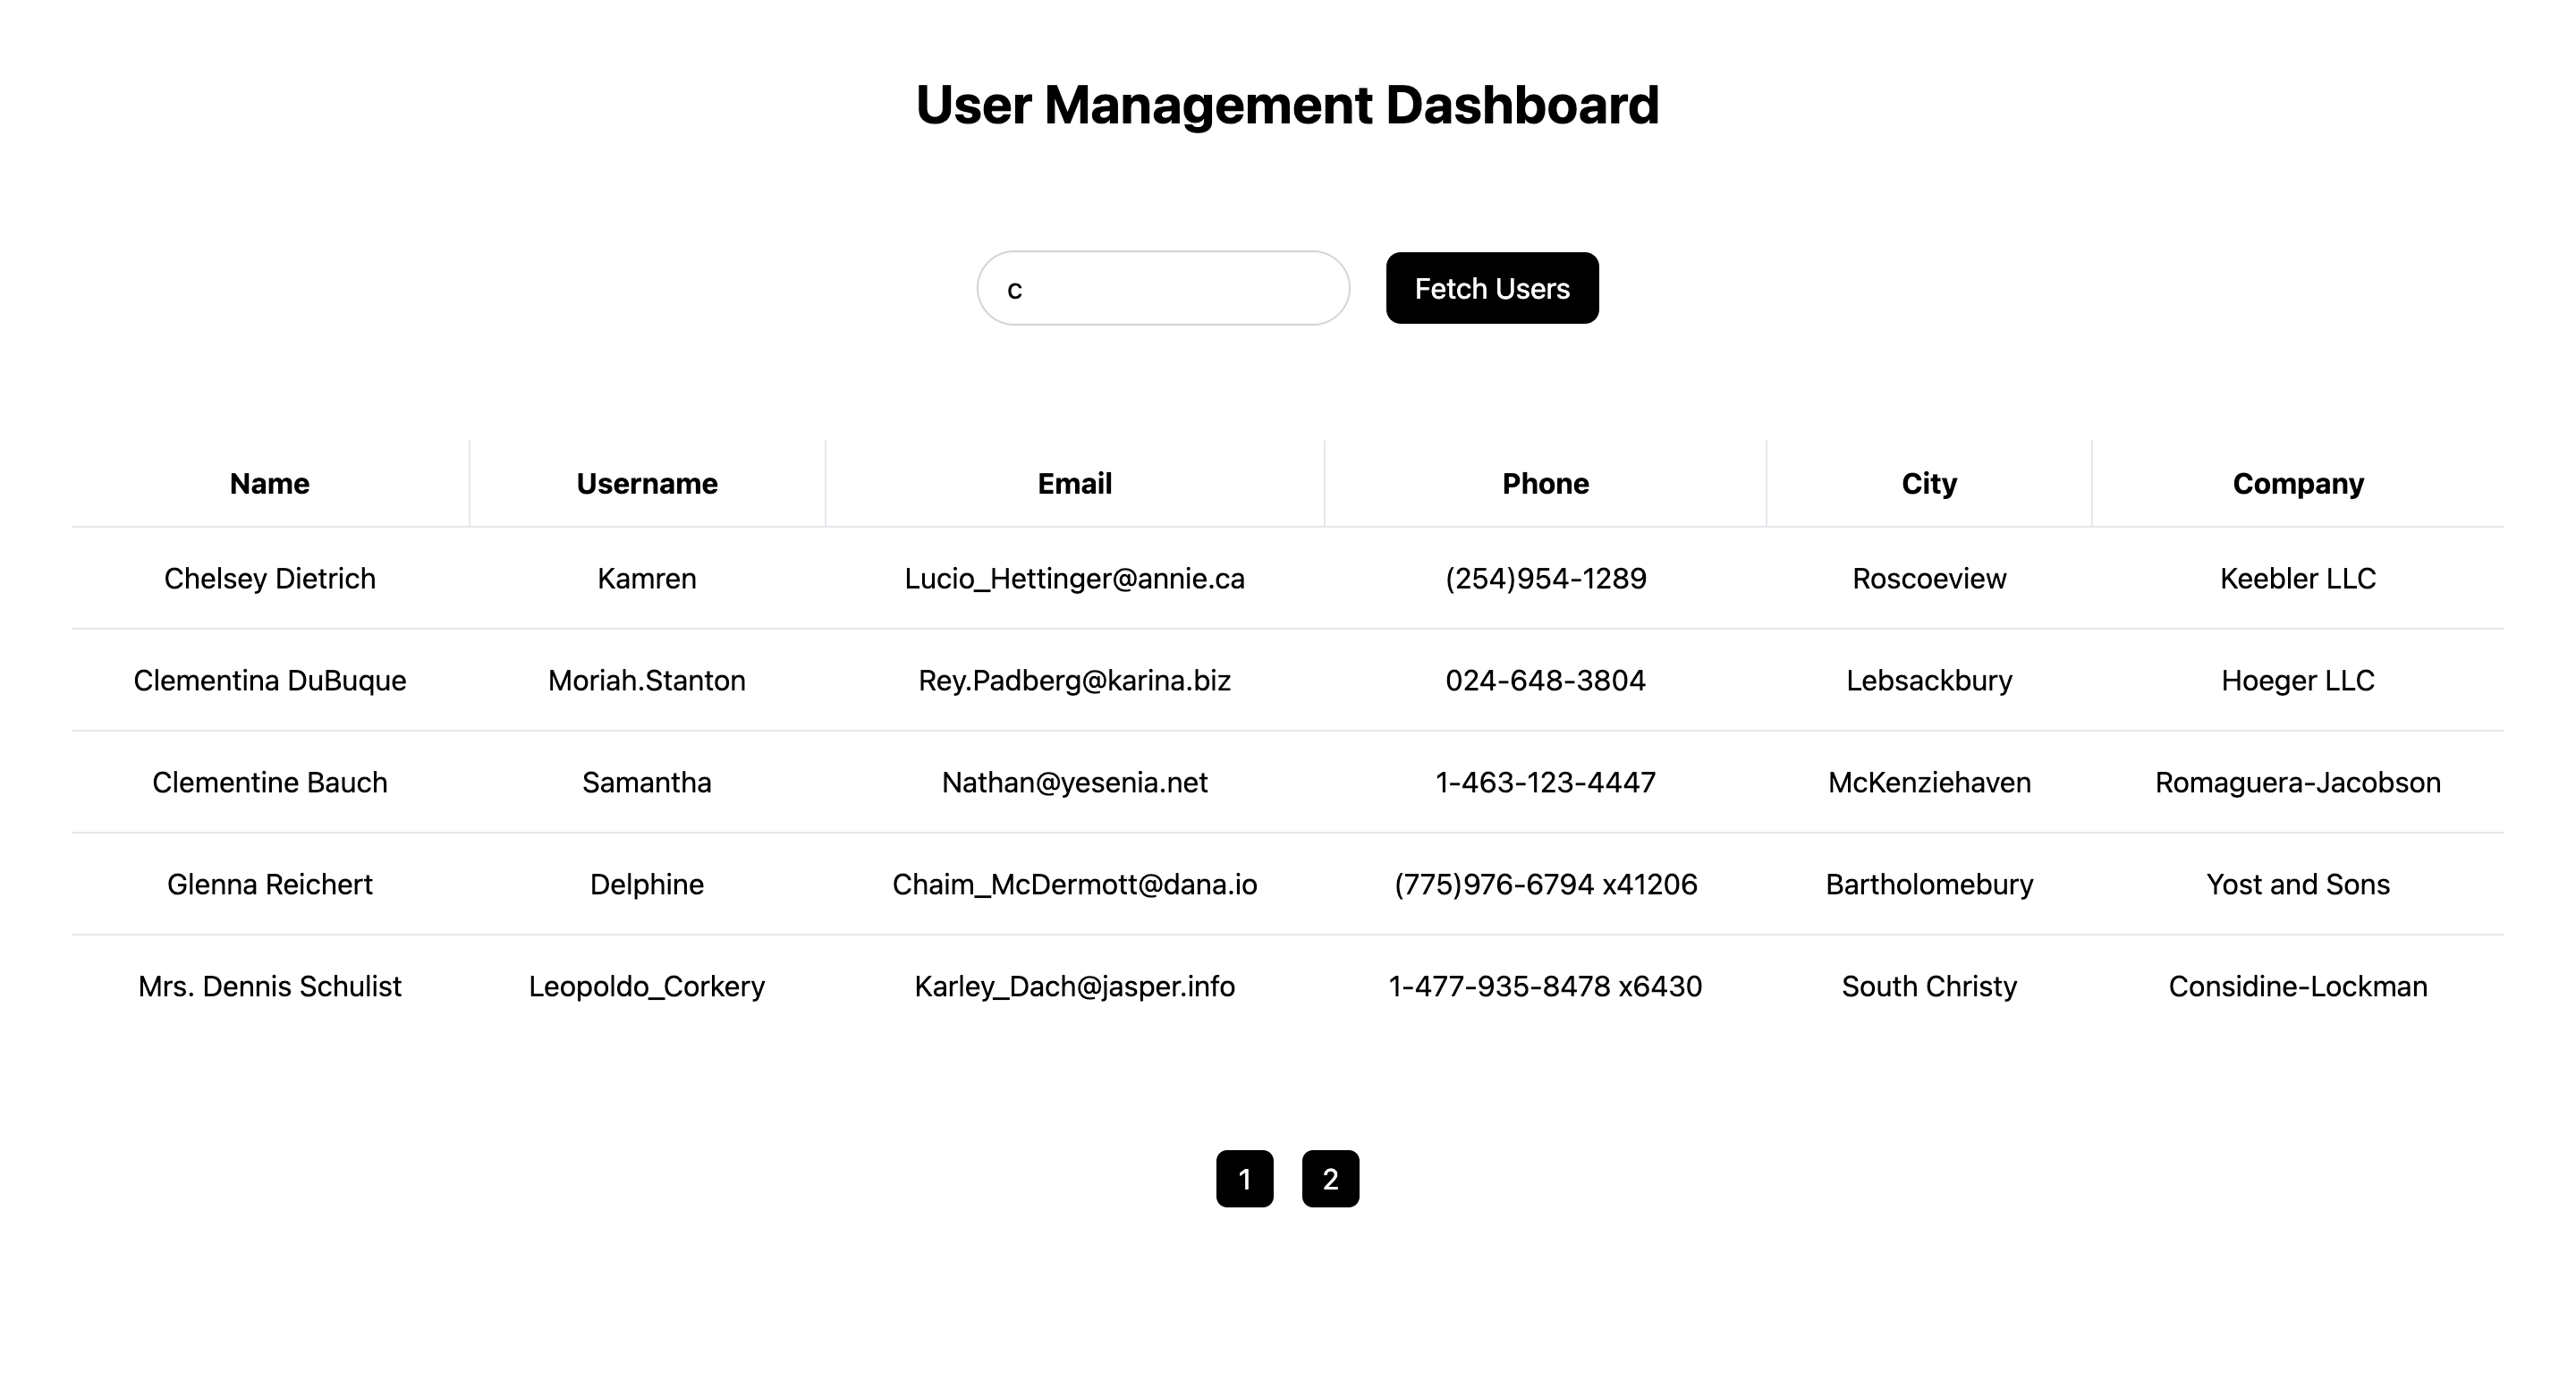 User Management Dashboard
c
Fetch Users
Name Username Email Phone City Company
Chelsey Dietrich Kamren Lucio_Hettinger@annie.ca (254)954-1289 Roscoeview Keebler LLC
Clementina DuBuque Moriah.Stanton Rey.Padberg@karina.biz 024-648-3804 Lebsackbury Hoeger LLC
Clementine Bauch Samantha Nathan@yesenia.net 1-463-123-4447 McKenziehaven Romaguera-Jacobson
Glenna Reichert Delphine Chaim_McDermott@dana.io (775)976-6794 x41206 Bartholomebury Yost and Sons
Mrs. Dennis Schulist Leopoldo_Corkery Karley_Dach@jasper.info 1-477-935-8478 x6430 South Christy Considine-Lockman
1 2